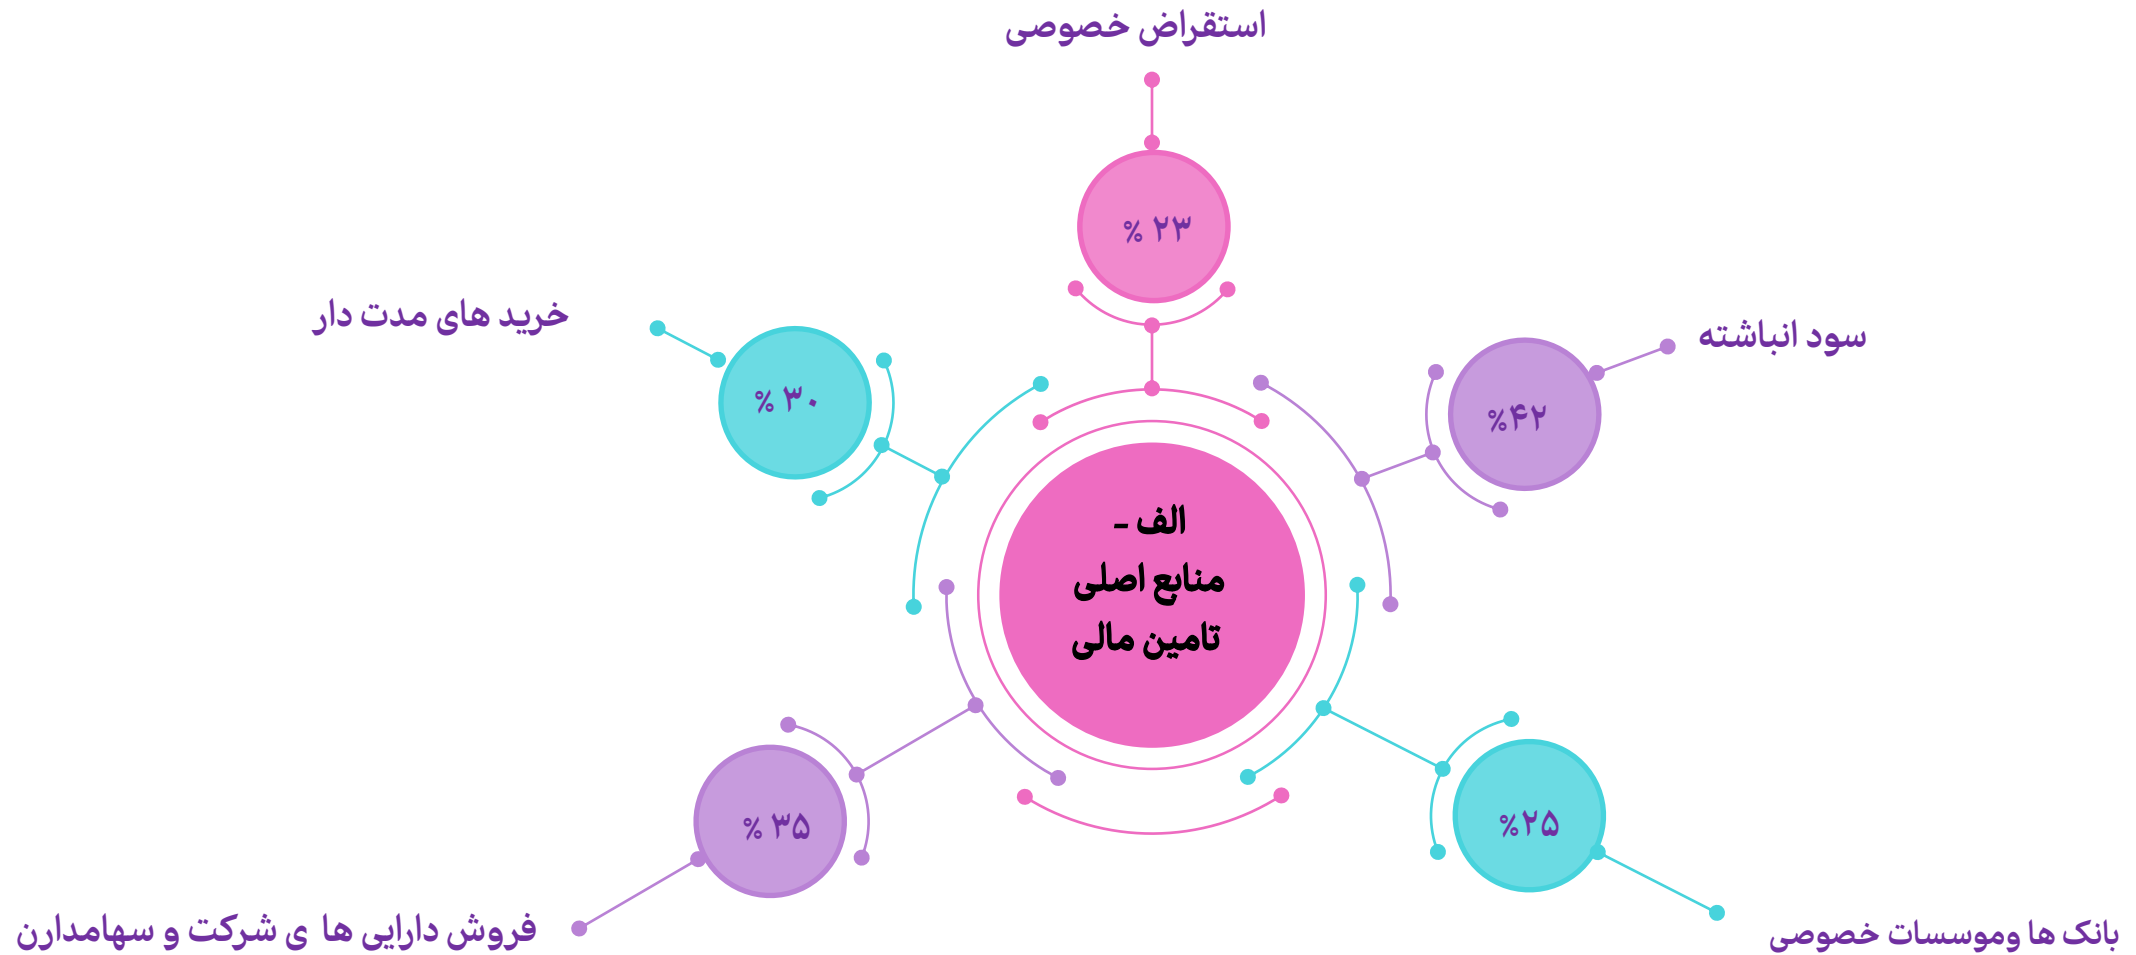 استقراض خصوصی
% ۲۳
خرید های مدت دار
% ۳۰
سود انباشته
%۴۲
الف -
منابع اصلی
تامین مالی
% ۳۵
فروش دارایی ها ی شرکت و سهامدارن
%۲۵
بانک ها وموسسات خصوصی